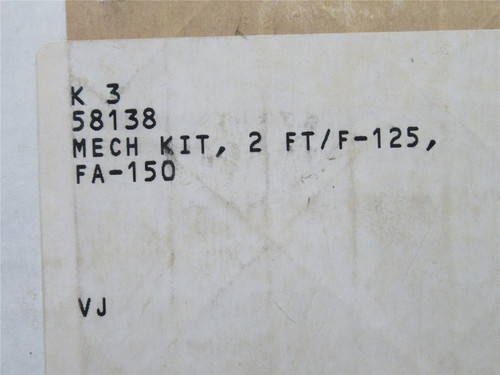 K 3
58138
MECH KIT, 2 FT/F-125,
FA-150
VJ